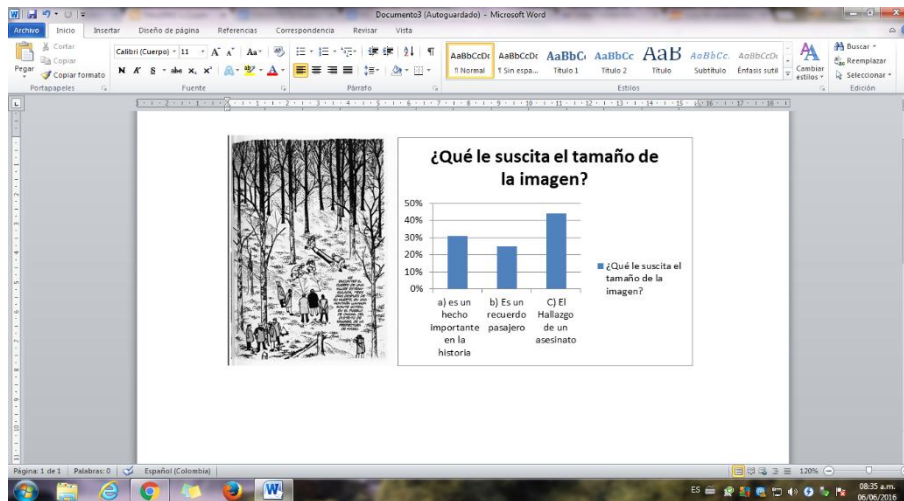 Documento3 (Autoguardado) - Microsoft Word
Archivo Inicio Insertar Diseño de página Referencias Correspondencia Revisar Vista
Cortar
Copiar
Copiar formato
Pegar
Portapapeles
Calibri (Cuerpo) 11
N K S abc x, x²
Fuente
Párrafo
AaBbCcDc AaBbCcDc AaBbC AaBbCc AaB AaBbCc. AaBbCcDc
¶ Normal ¶ Sin espa... Título 1 Título 2 Título Subtítulo Énfasis sutil
Cambiar estilos
Estilos
Buscar
Reemplazar
Seleccionar
Edición
¿Qué le suscita el tamaño de
la imagen?
50%
40%
30%
20%
10%
0%
a) es un
hecho
importante
en la
historia
b) Es un
recuerdo
pasajero
C) El
Hallazgo
de un
asesinato
¿Qué le suscita el
tamaño de la
imagen?
Página: 1 de 1 Palabras: 0 Español (Colombia) 120%
ES 08:35 a.m.
06/06/2016